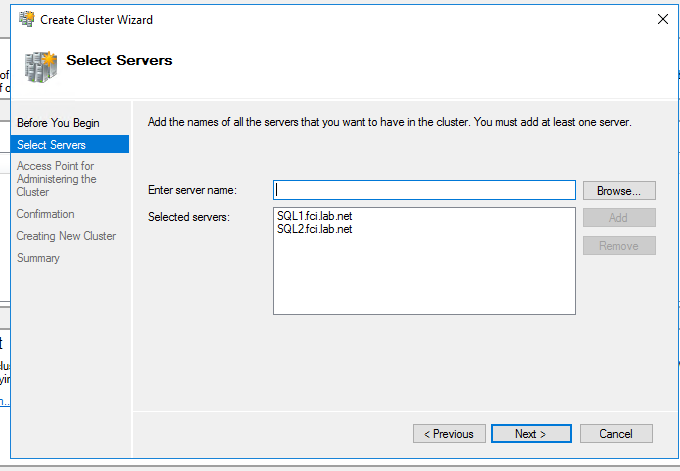 Create Cluster Wizard
Select Servers
Before You Begin
Select Servers
Access Point for
Administering the
Cluster
Confirmation
Creating New Cluster
Summary
Add the names of all the servers that you want to have in the cluster. You must add at least one server.
Enter server name:
Browse...
Selected servers:
SQL1.fci.lab.net
SQL2.fci.lab.net
Add
Remove
< Previous
Next >
Cancel